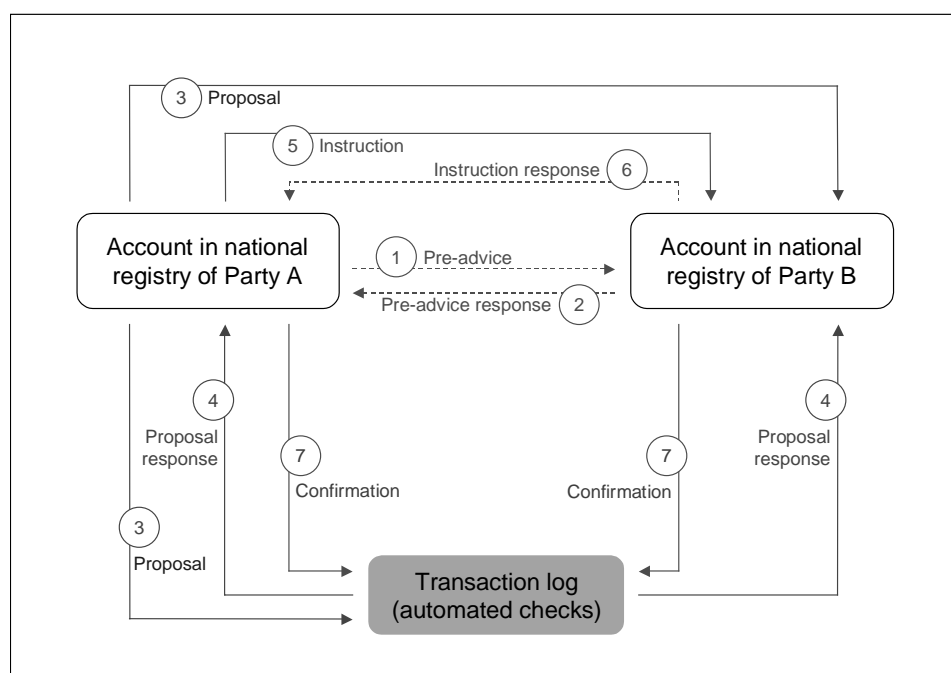 3 Proposal
5 Instruction
Instruction response 6
Account in national
registry of Party A
1 Pre-advice
Pre-advice response 2
Account in national
registry of Party B
4
Proposal
response
4
Proposal
response
7
Confirmation
7
Confirmation
3
Proposal
Transaction log
(automated checks)